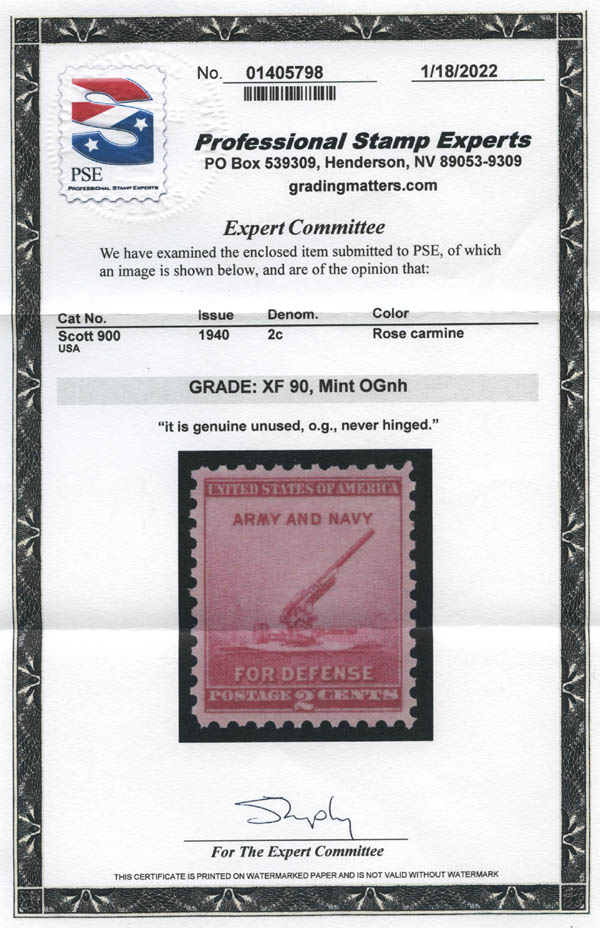 No. 01405798 1/18/2022
PSE
PROFESSIONAL STAMP EXPERTS
Professional Stamp Experts
PO Box 539309, Henderson, NV 89053-9309
gradingmatters.com
Expert Committee
We have examined the enclosed item submitted to PSE, of which
an image is shown below, and are of the opinion that:
Cat No. Issue Denom. Color
Scott 900 1940 2c Rose carmine
USA
GRADE: XF 90, Mint OGnh
“it is genuine unused, o.g., never hinged.”
UNITED STATES OF AMERICA
ARMY AND NAVY
FOR DEFENSE
POSTAGE 2 CENTS
For The Expert Committee
THIS CERTIFICATE IS PRINTED ON WATERMARKED PAPER AND IS NOT VALID WITHOUT WATERMARK